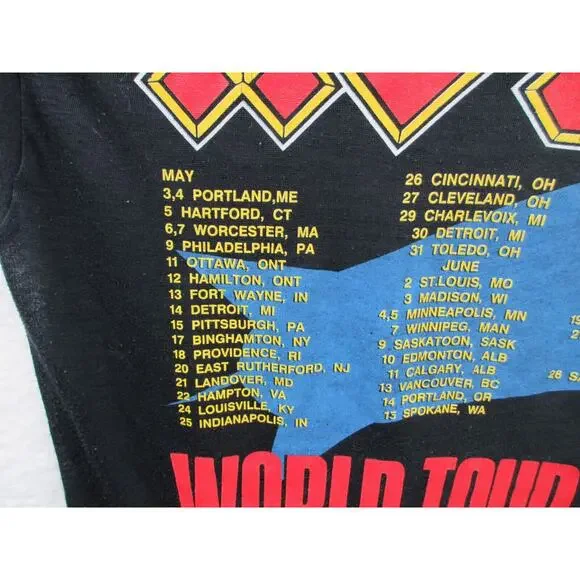 MAY
3,4 PORTLAND,ME
5 HARTFORD, CT
6,7 WORCESTER, MA
9 PHILADELPHIA, PA
11 OTTAWA, ONT
12 HAMILTON, ONT
13 FORT WAYNE, IN
14 DETROIT, MI
15 PITTSBURGH, PA
17 BINGHAMTON, NY
18 PROVIDENCE, RI
20 EAST RUTHERFORD, NJ
21 LANDOVER, MD
22 HAMPTON, VA
24 LOUISVILLE, KY
25 INDIANAPOLIS, IN
26 CINCINNATI, OH
27 CLEVELAND, OH
29 CHARLEVOIX, MI
30 DETROIT, MI
31 TOLEDO, OH
JUNE
2 ST.LOUIS, MO
3 MADISON, WI
4,5 MINNEAPOLIS, MN
7 WINNIPEG, MAN
9 SASKATOON, SASK
10 EDMONTON, ALB
11 CALGARY, ALB
13 VANCOUVER, BC
14 PORTLAND, OR
15 SPOKANE, WA
WORLD TOUR